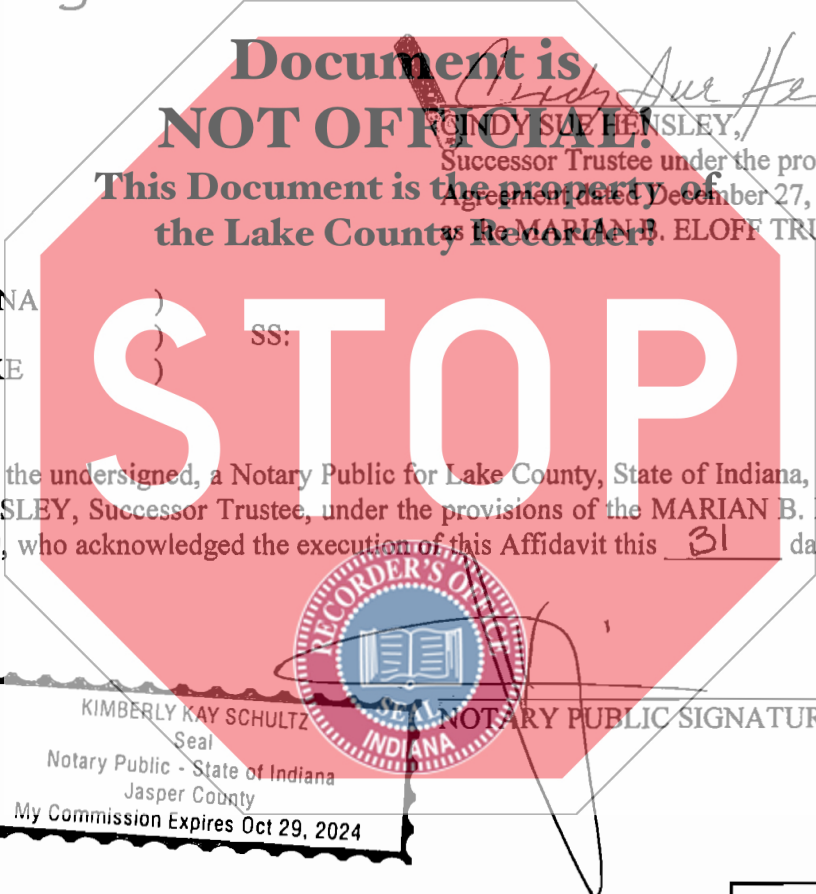 Document is
NOT OFFICIAL!
This Document is the property of
the Lake County Recorder!
Cindy Sue He
CINDY SUE HENSLEY,
Successor Trustee under the pro
Agreement dated December 27,
as the MARIAN B. ELOFF TRU
NA )
) SS:
KE )
STOP
the undersigned, a Notary Public for Lake County, State of Indiana,
SLEY, Successor Trustee, under the provisions of the MARIAN B.
, who acknowledged the execution of this Affidavit this 31 da
RECORDER'S OFFICE
SEAL
INDIANA
NOTARY PUBLIC SIGNATUR
KIMBERLY KAY SCHULTZ
Seal
Notary Public - State of Indiana
Jasper County
My Commission Expires Oct 29, 2024